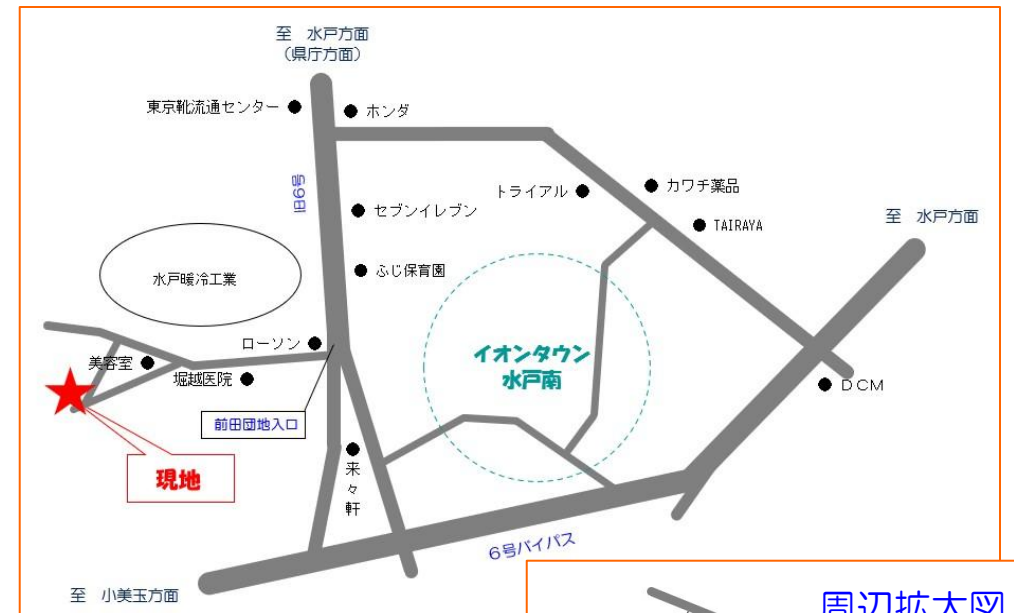 至 水戸方面
（県庁方面）
東京靴流通センター
ホンダ
旧6号
トライアル
カワチ薬品
セブンイレブン
TAIRAYA
至 水戸方面
ふじ保育園
水戸暖冷工業
ローソン
イオンタウン
水戸南
美容室
堀越医院
DCM
前田団地入口
現地
来々軒
6号バイパス
至 小美玉方面
周辺拡大図